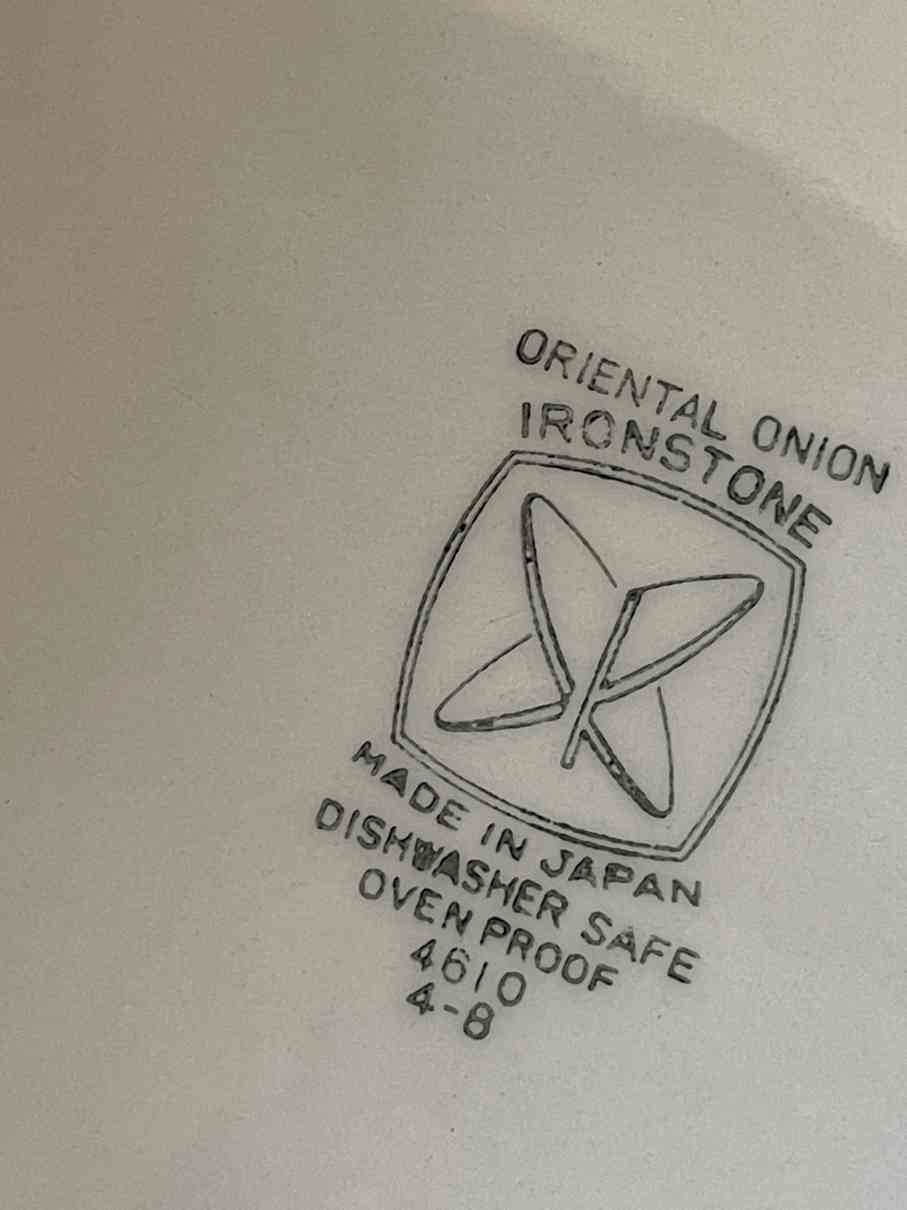 ORIENTAL ONION
IRONSTONE
MADE IN JAPAN
DISHWASHER SAFE
OVEN PROOF
4610
4-8